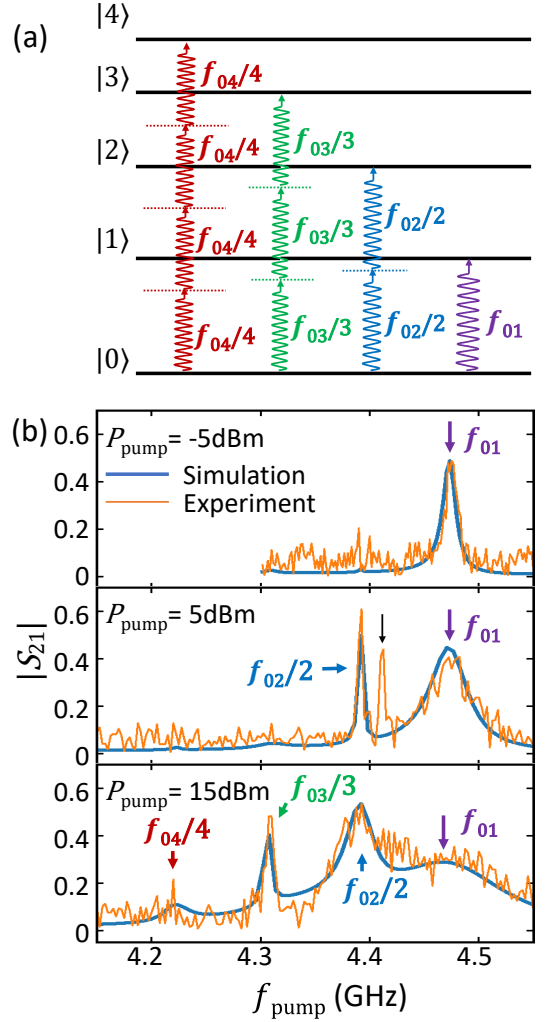 (a)
|4⟩
f04/4
|3⟩
f04/4 f03/3
|2⟩
f04/4 f03/3 f02/2
|1⟩
f04/4 f03/3 f02/2 f01
|0⟩
(b)
0.6 Ppump= -5dBm f01
Simulation
0.4 Experiment
0.2
0
0.6 Ppump= 5dBm f01
0.4
f02/2
0.2
0
0.6 Ppump= 15dBm f03/3
f04/4 f01
0.4
f02/2
0.2
0
|S21|
4.2 4.3 4.4 4.5
fpump (GHz)